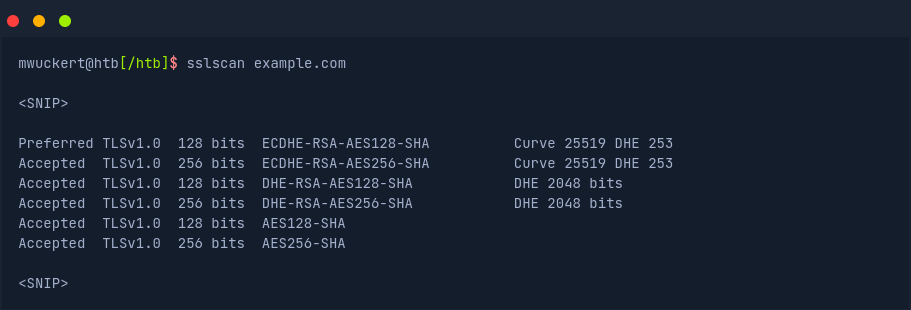 mwuckert@htb[/htb]$ sslscan example.com
<SNIP>
Preferred TLSv1.0  128 bits  ECDHE-RSA-AES128-SHA          Curve 25519 DHE 253
Accepted  TLSv1.0  256 bits  ECDHE-RSA-AES256-SHA          Curve 25519 DHE 253
Accepted  TLSv1.0  128 bits  DHE-RSA-AES128-SHA            DHE 2048 bits
Accepted  TLSv1.0  256 bits  DHE-RSA-AES256-SHA            DHE 2048 bits
Accepted  TLSv1.0  128 bits  AES128-SHA
Accepted  TLSv1.0  256 bits  AES256-SHA
<SNIP>